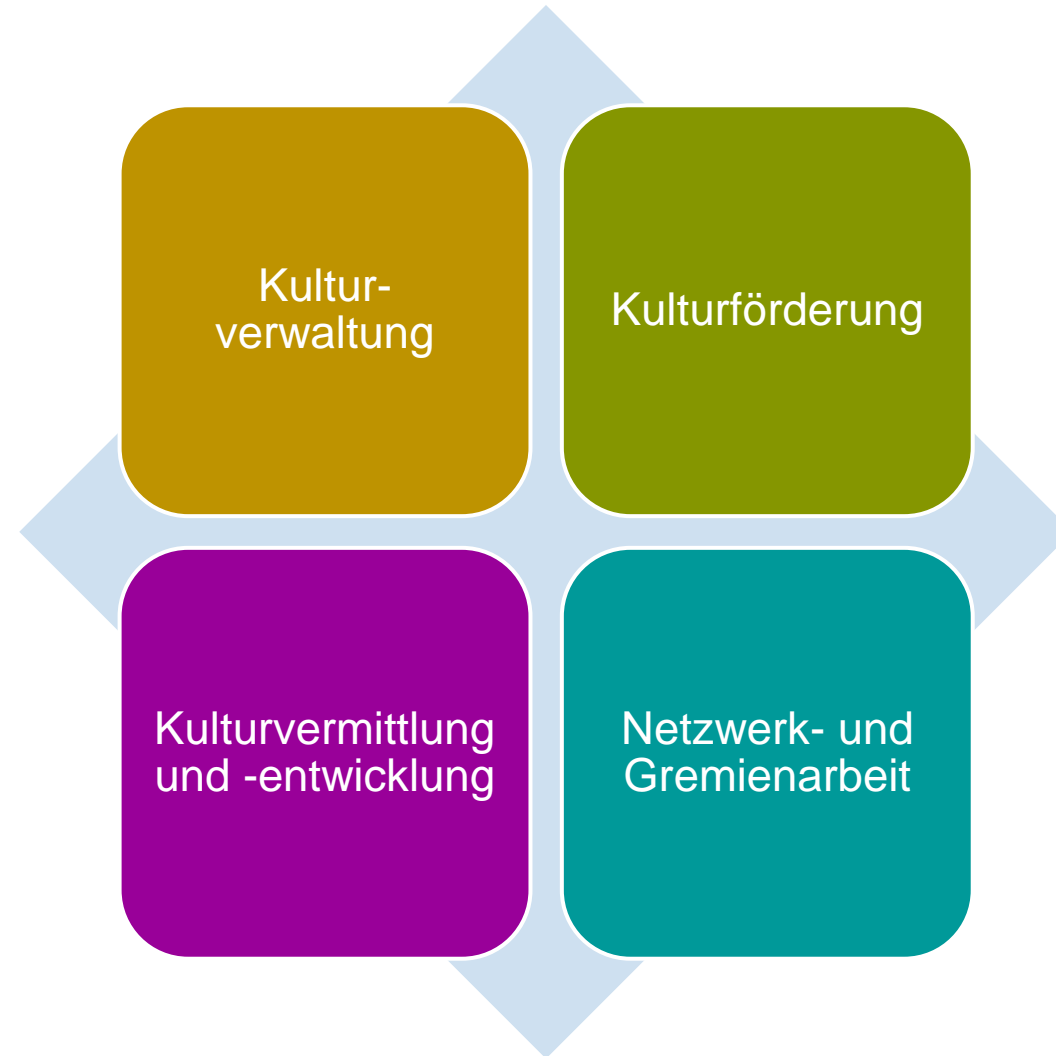 Kultur-
verwaltung
Kulturförderung
Kulturvermittlung
und -entwicklung
Netzwerk- und
Gremienarbeit